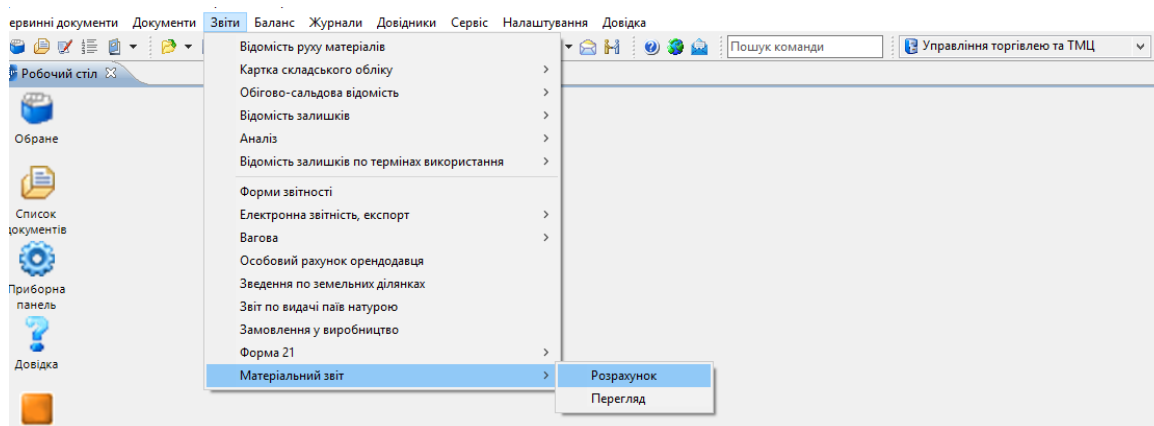 ервинні документи Документи Звіти Баланс Журнали Довідники Сервіс Налаштування Довідка
Пошук команди Управління торгівлею та ТМЦ
Робочий стіл
Обране
Список
документів
Приборна
панель
Довідка
Відомість руху матеріалів
Картка складського обліку
Обігово-сальдова відомість
Відомість залишків
Аналіз
Відомість залишків по термінах використання
Форми звітності
Електронна звітність, експорт
Вагова
Особовий рахунок орендодавця
Зведення по земельних ділянках
Звіт по видачі паїв натурою
Замовлення у виробництво
Форма 21
Матеріальний звіт
Розрахунок
Перегляд